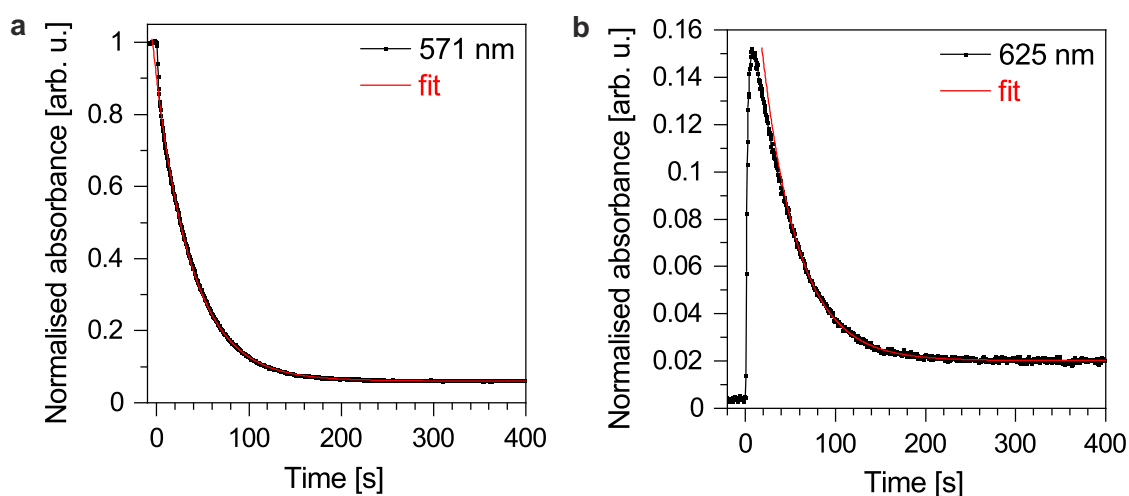 a
Normalised absorbance [arb. u.]
1
0.8
0.6
0.4
0.2
0
571 nm
fit
0 100 200 300 400
Time [s]
b
Normalised absorbance [arb. u.]
0.16
0.14
0.12
0.1
0.08
0.06
0.04
0.02
0
625 nm
fit
0 100 200 300 400
Time [s]